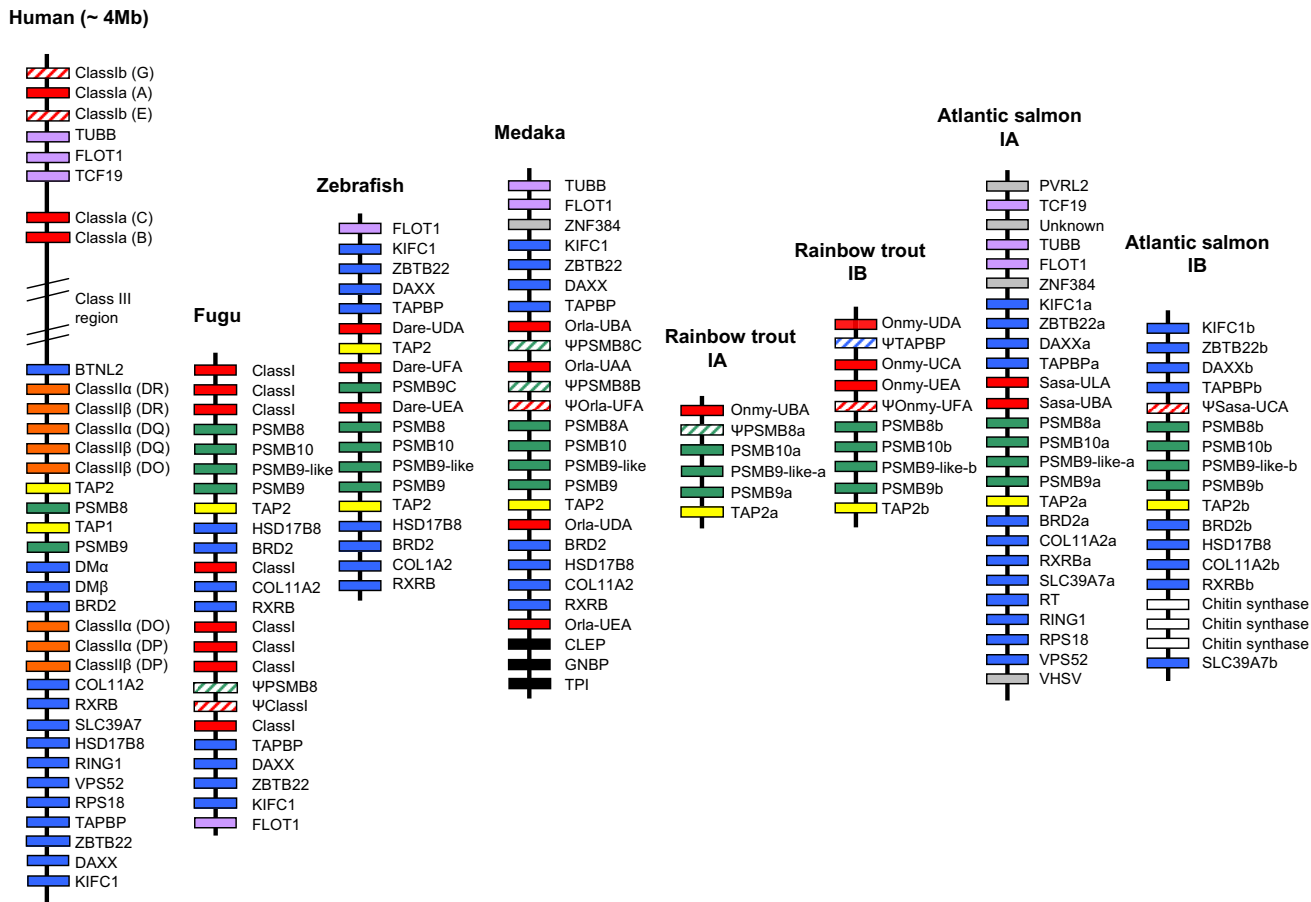 Human (~ 4Mb)
ClassIb (G)
ClassIa (A)
ClassIb (E)
TUBB
FLOT1
TCF19
ClassIa (C)
ClassIa (B)
Class III
region
BTNL2
ClassIIα (DR)
ClassIIβ (DR)
ClassIIα (DQ)
ClassIIβ (DQ)
ClassIIβ (DO)
TAP2
PSMB8
TAP1
PSMB9
DMα
DMβ
BRD2
ClassIIα (DO)
ClassIIα (DP)
ClassIIβ (DP)
COL11A2
RXRB
SLC39A7
HSD17B8
RING1
VPS52
RPS18
TAPBP
ZBTB22
DAXX
KIFC1
Fugu
ClassI
ClassI
ClassI
PSMB8
PSMB10
PSMB9-like
PSMB9
TAP2
HSD17B8
BRD2
ClassI
COL11A2
RXRB
ClassI
ClassI
ClassI
ΨPSMB8
ΨClassI
ClassI
TAPBP
DAXX
ZBTB22
KIFC1
FLOT1
Zebrafish
FLOT1
KIFC1
ZBTB22
DAXX
TAPBP
Dare-UDA
TAP2
Dare-UFA
PSMB9C
Dare-UEA
PSMB8
PSMB10
PSMB9-like
PSMB9
TAP2
HSD17B8
BRD2
COL1A2
RXRB
Medaka
TUBB
FLOT1
ZNF384
KIFC1
ZBTB22
DAXX
TAPBP
Orla-UBA
ΨPSMB8C
Orla-UAA
ΨPSMB8B
ΨOrla-UFA
PSMB8A
PSMB10
PSMB9-like
PSMB9
TAP2
Orla-UDA
BRD2
HSD17B8
COL11A2
RXRB
Orla-UEA
CLEP
GNBP
TPI
Rainbow trout
IA
Onmy-UBA
ΨPSMB8a
PSMB10a
PSMB9-like-a
PSMB9a
TAP2a
Rainbow trout
IB
Onmy-UDA
ΨTAPBP
Onmy-UCA
Onmy-UEA
ΨOnmy-UFA
PSMB8b
PSMB10b
PSMB9-like-b
PSMB9b
TAP2b
Atlantic salmon
IA
PVRL2
TCF19
Unknown
TUBB
FLOT1
ZNF384
KIFC1a
ZBTB22a
DAXXa
TAPBPa
Sasa-ULA
Sasa-UBA
PSMB8a
PSMB10a
PSMB9-like-a
PSMB9a
TAP2a
BRD2a
COL11A2a
RXRBa
SLC39A7a
RT
RING1
RPS18
VPS52
VHSV
Atlantic salmon
IB
KIFC1b
ZBTB22b
DAXXb
TAPBPb
ΨSasa-UCA
PSMB8b
PSMB10b
PSMB9-like-b
PSMB9b
TAP2b
BRD2b
HSD17B8
COL11A2b
RXRBb
Chitin synthase
Chitin synthase
Chitin synthase
SLC39A7b